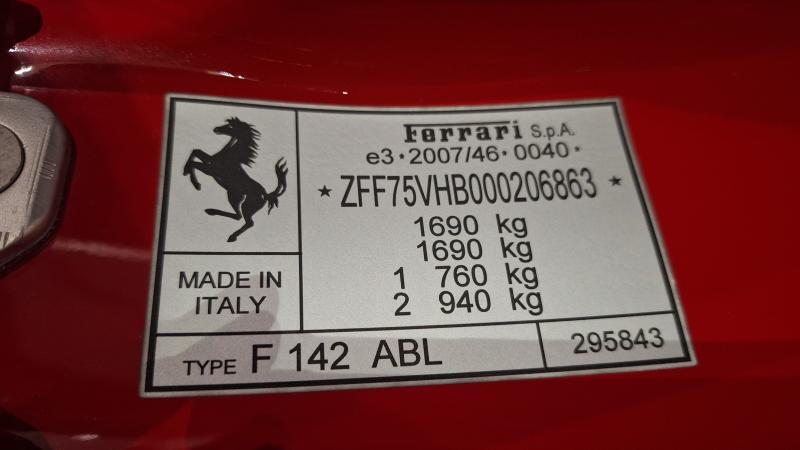 Ferrari S.p.A.
e3*2007/46*0040*
★ ZFF75VHB000206863 ★
1690 kg
1690 kg
1 760 kg
2 940 kg
MADE IN
ITALY
TYPE F 142 ABL
295843